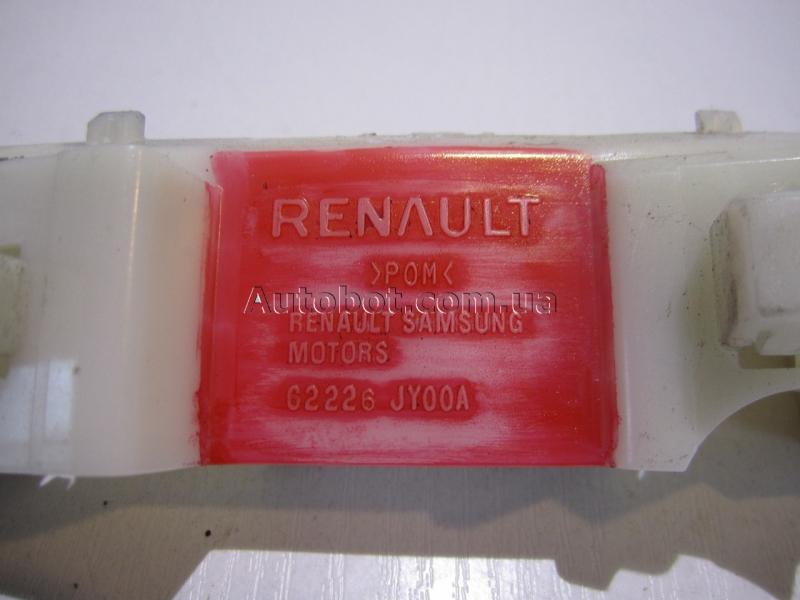 RENAULT
>POM<
Autobot.com.ua
RENAULT SAMSUNG
MOTORS
62226 JY00A